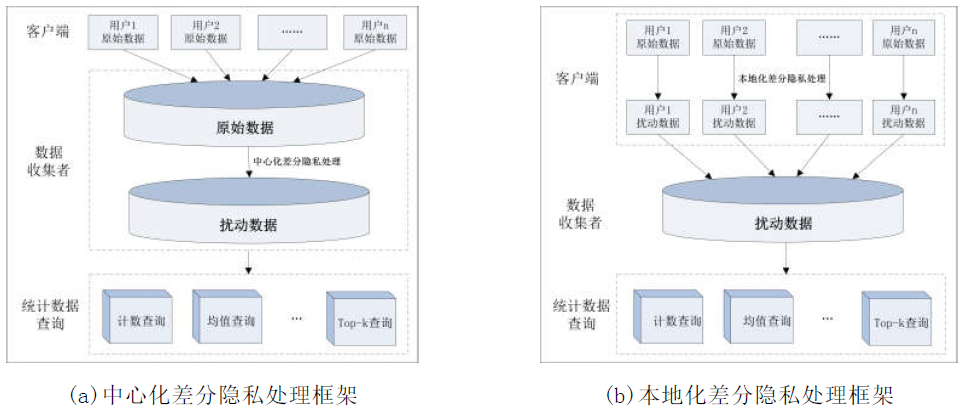 客户端
用户1
原始数据
用户2
原始数据
……
用户n
原始数据
原始数据
中心化差分隐私处理
数据
收集者
扰动数据
统计数据
查询
计数查询
均值查询
…
Top-k查询
(a)中心化差分隐私处理框架
用户1
原始数据
用户2
原始数据
……
用户n
原始数据
客户端
本地化差分隐私处理
用户1
扰动数据
用户2
扰动数据
……
用户n
扰动数据
数据
收集者
扰动数据
统计数据
查询
计数查询
均值查询
…
Top-k查询
(b)本地化差分隐私处理框架